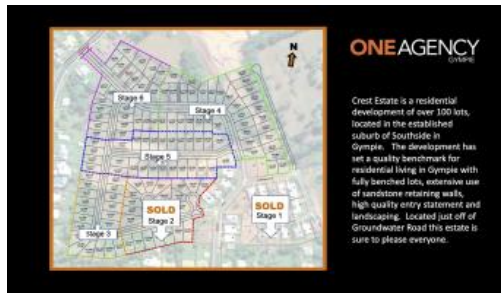 N
ONEAGENCY
GYMPIE
Stage 6
Stage 4
Stage 5
SOLD
Stage 2
SOLD
Stage 1
Stage 3
Crest Estate is a residential
development of over 100 lots,
located in the established
suburb of Southside in
Gympie. The development has
set a quality benchmark for
residential living in Gympie with
fully benched lots, extensive use
of sandstone retaining walls,
high quality entry statement and
landscaping. Located just off of
Groundwater Road this estate is
sure to please everyone.